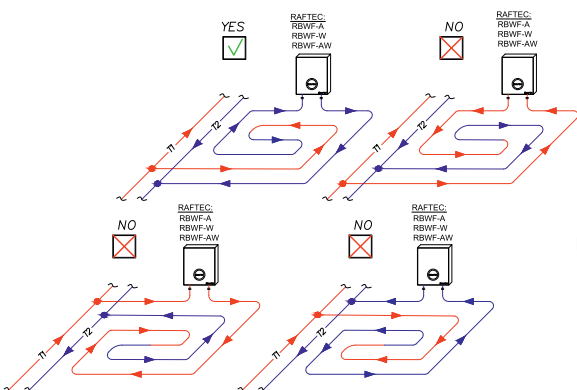 YES
RAFTEC:
RBWF-A
RBWF-W
RBWF-AW
T1
T2
NO
RAFTEC:
RBWF-A
RBWF-W
RBWF-AW
T1
T2
NO
RAFTEC:
RBWF-A
RBWF-W
RBWF-AW
T1
T2
NO
RAFTEC:
RBWF-A
RBWF-W
RBWF-AW
T1
T2